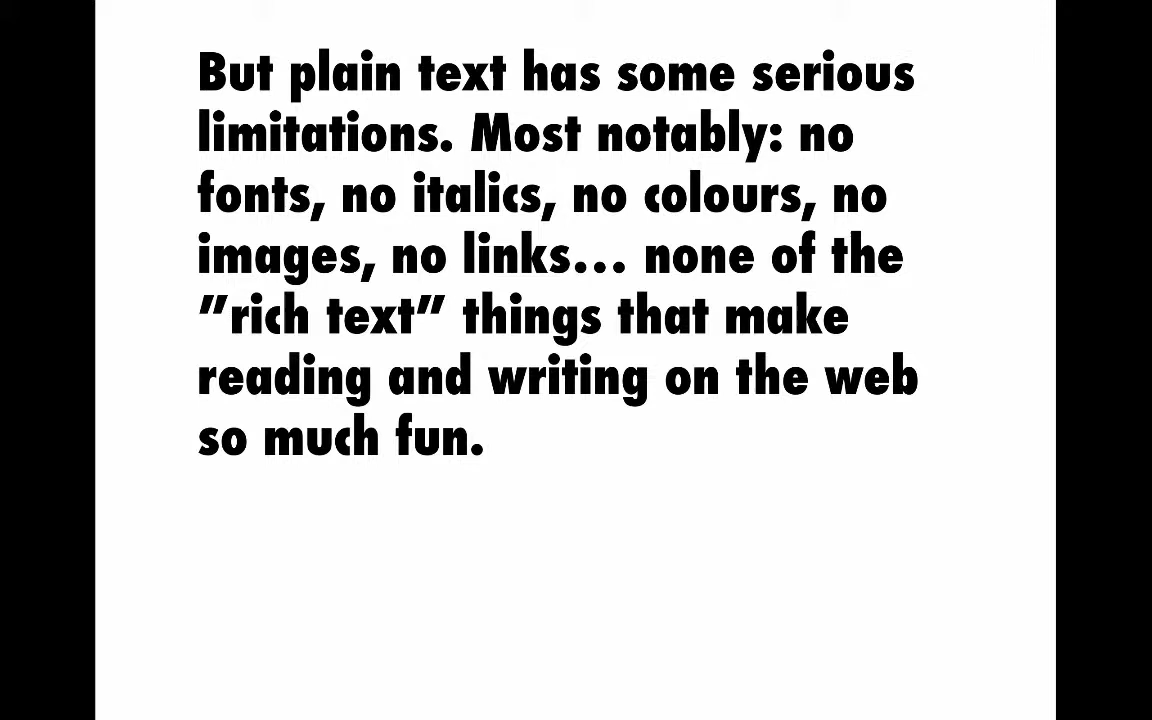 But plain text has some serious
limitations. Most notably: no
fonts, no italics, no colours, no
images, no links… none of the
”rich text” things that make
reading and writing on the web
so much fun.